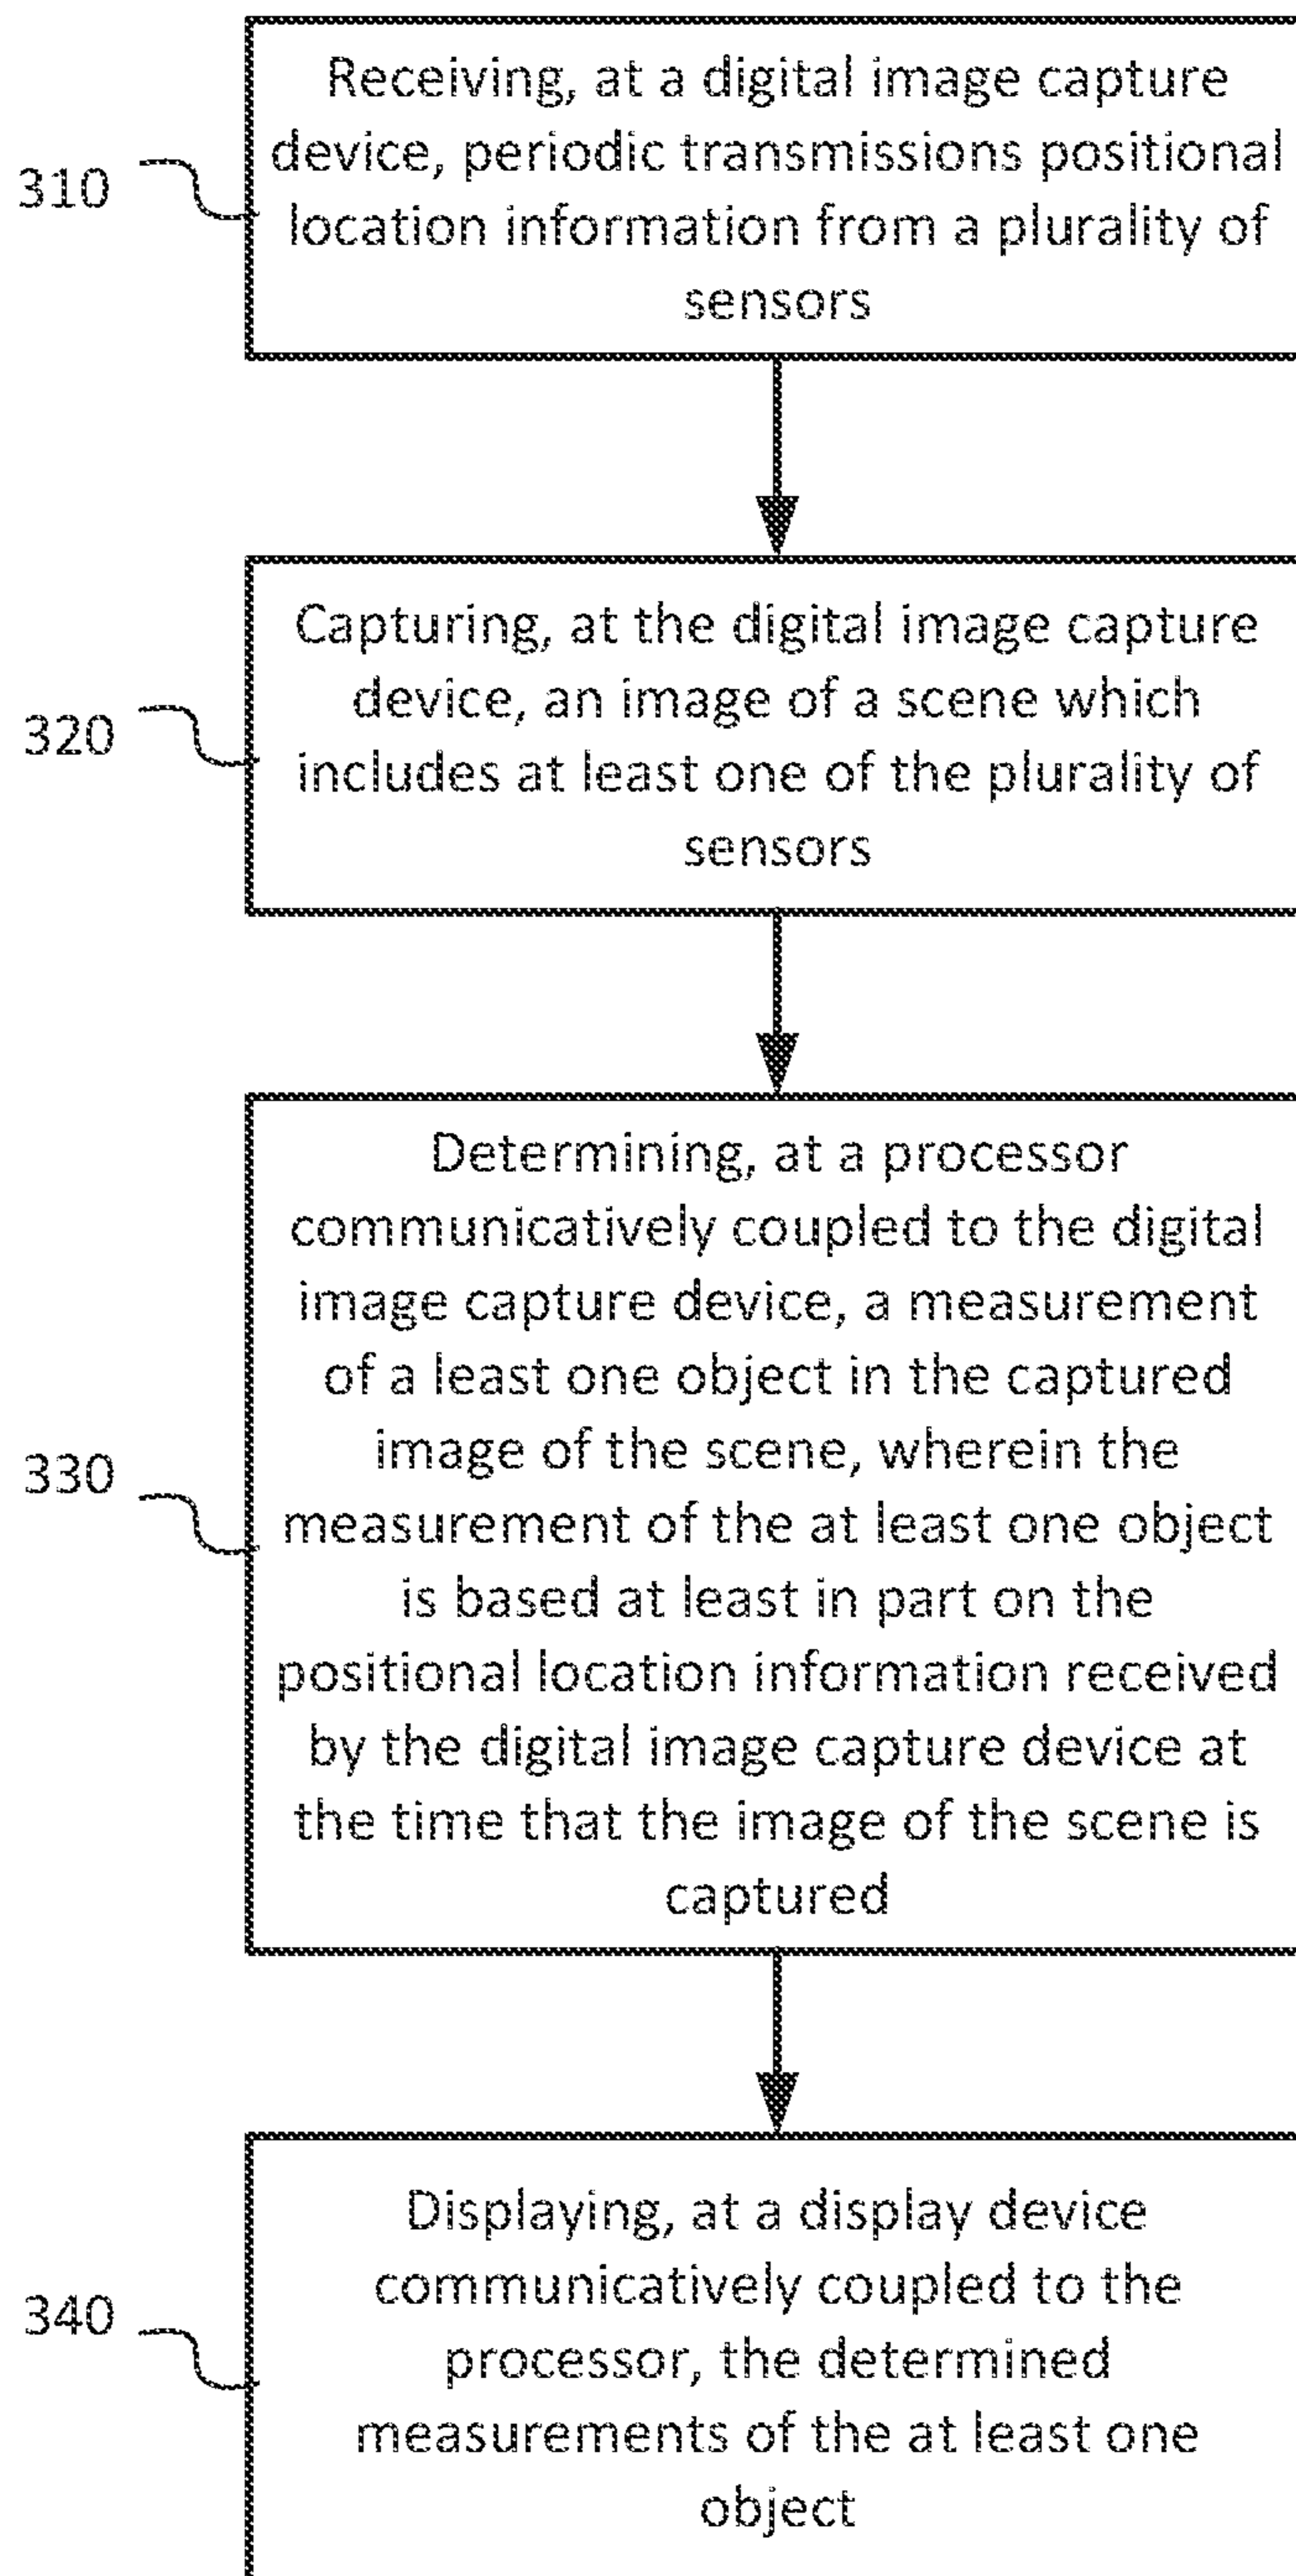 Receiving, at a digital image capture
device, periodic transmissions positional
310
location information from a plurality of
sensors
Capturing, at the digital image capture
device, an image of a scene which
320
includes at least one of the plurality of
sensors
Determining, at a processor
communicatively coupled to the digital
image capture device, a measurement
of a least one object in the captured
image of the scene, wherein the
330
measurement of the at least one object
is based at least in part on the
positional location information received
by the digital image capture device at
the time that the image of the scene is
captured
Displaying, at a display device
communicatively coupled to the
340
processor, the determined
measurements of the at least one
object